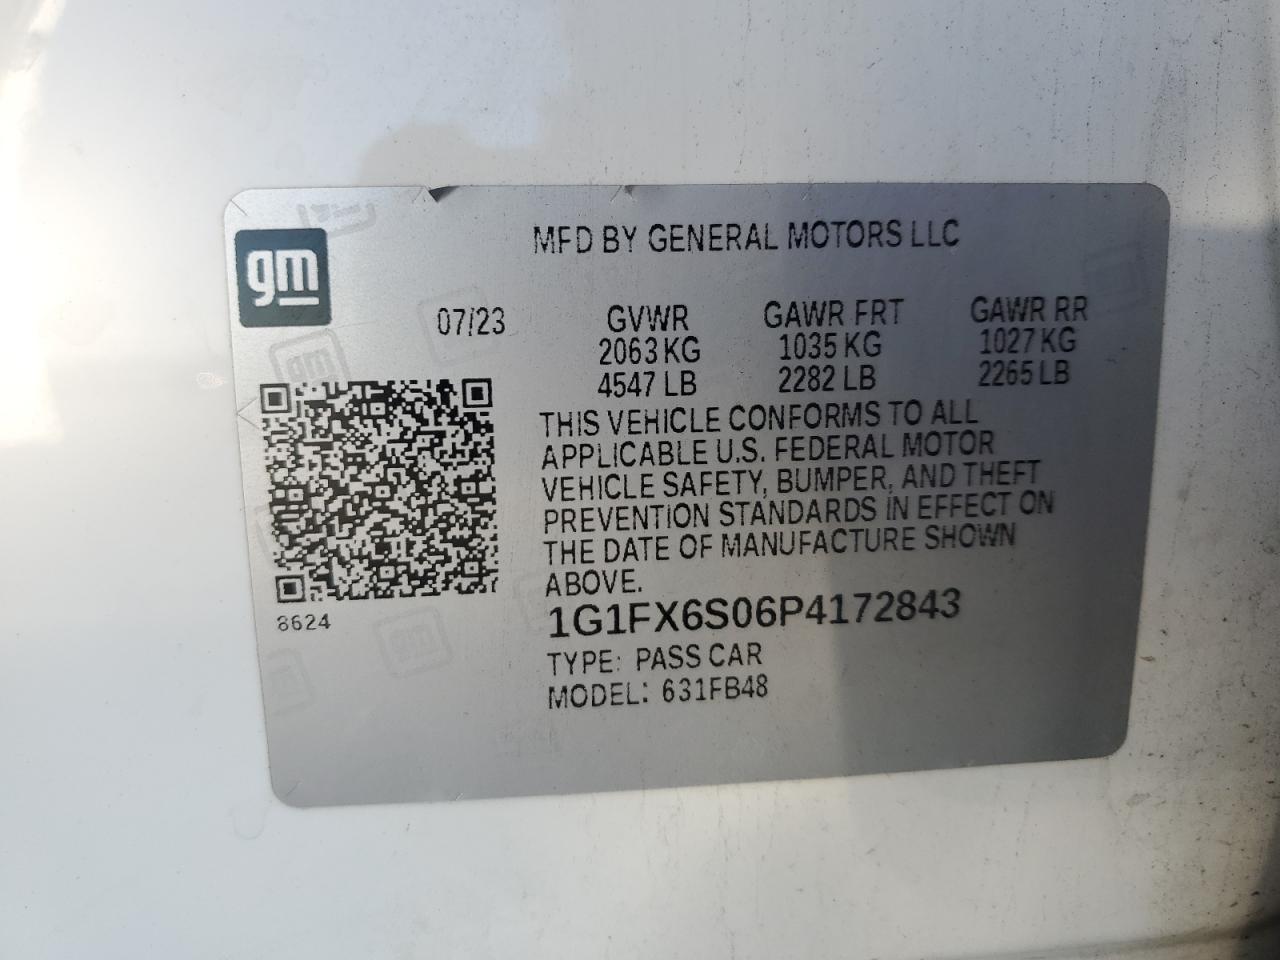 MFD BY GENERAL MOTORS LLC
gm
07/23 GVWR GAWR FRT GAWR RR
2063 KG 1035 KG 1027 KG
4547 LB 2282 LB 2265 LB
THIS VEHICLE CONFORMS TO ALL
APPLICABLE U.S. FEDERAL MOTOR
VEHICLE SAFETY, BUMPER, AND THEFT
PREVENTION STANDARDS IN EFFECT ON
THE DATE OF MANUFACTURE SHOWN
ABOVE.
8624
1G1FX6S06P4172843
TYPE: PASS CAR
MODEL: 631FB48